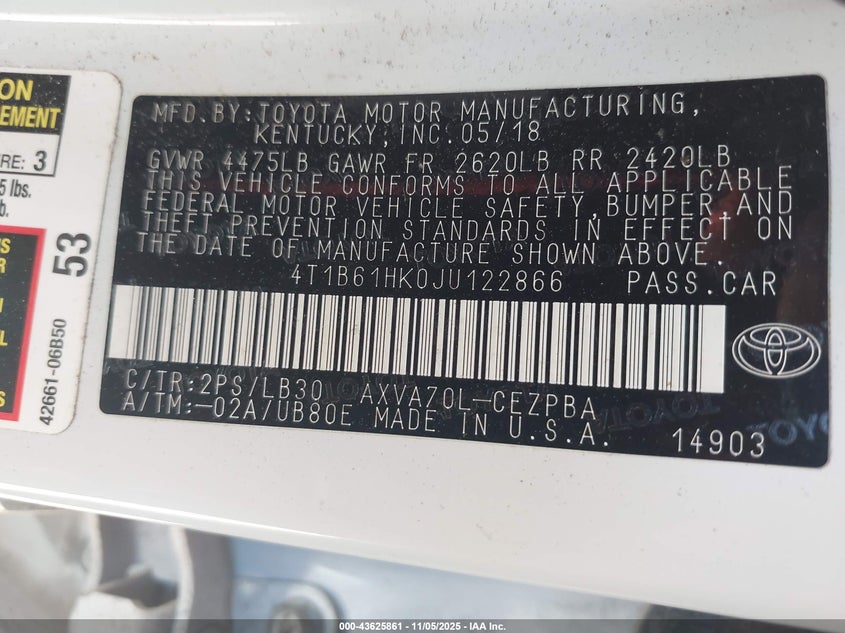 ON
EMENT
RE: 3
5 lbs.
b.
S
R
N
L
S
53
42661-06B50
MFD.BY:TOYOTA MOTOR MANUFACTURING,
KENTUCKY,INC.05/18
GVWR 4475LB GAWR FR 2620LB RR 2420LB
THIS VEHICLE CONFORMS TO ALL APPLICABLE
FEDERAL MOTOR VEHICLE SAFETY,BUMPER,AND
THEFT PREVENTION STANDARDS IN EFFECT ON
THE DATE OF MANUFACTURE SHOWN ABOVE.
4T1B61HK0JU122866 PASS.CAR
C/TR:2PS/LB30 AXVA70L-CEZPBA
A/TM:-02A/UB80E MADE IN U.S.A.
14903
000-43625861 - 11/05/2025 - IAA Inc.